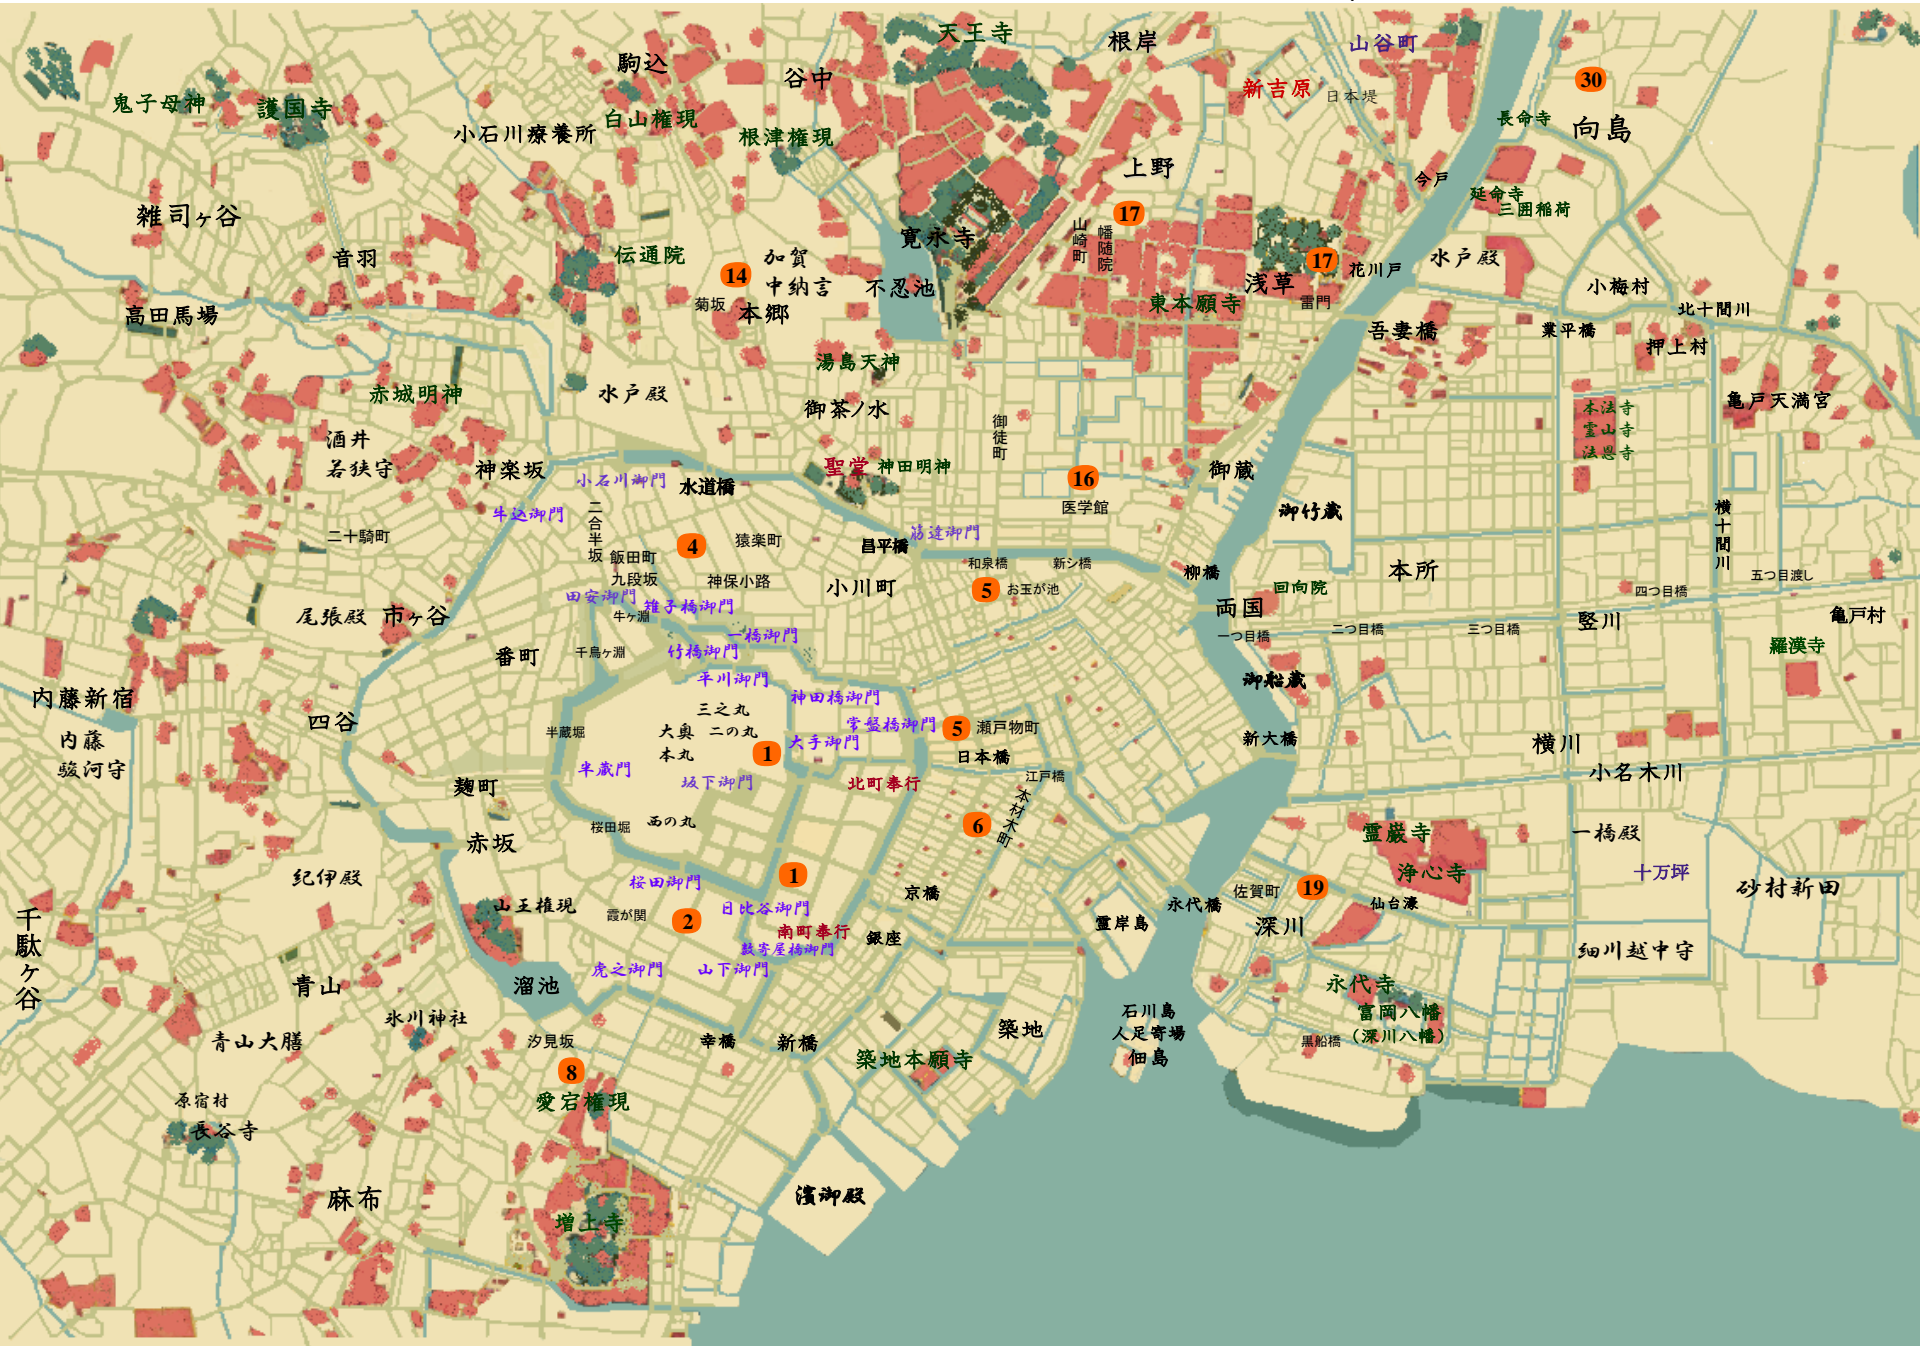 天王寺
根岸
山谷町
駒込
谷中
新吉原
日本堤
30
鬼子母神
護国寺
白山権現
小石川療養所
根津権現
長命寺
向島
上野
今戸
延命寺
三囲稲荷
雑司ヶ谷
17
山崎町
幡随院
寛永寺
音羽
伝通院
加賀
中納言
14
菊坂
本郷
不忍池
17
浅草
花川戸
水戸殿
雷門
東本願寺
小梅村
北十間川
高田馬場
吾妻橋
業平橋
押上村
湯島天神
赤城明神
水戸殿
御茶ノ水
御徒町
本法寺
霊山寺
法恩寺
亀戸天満宮
酒井
若狭守
神楽坂
小石川御門
水道橋
聖堂
神田明神
16
医学館
御蔵
御竹蔵
横十間川
牛込御門
二合半坂
二十騎町
飯田町
4
猿楽町
昌平橋
筋違御門
和泉橋
新シ橋
柳橋
九段坂
神保小路
小川町
5
お玉が池
本所
回向院
五つ目渡し
四つ目橋
田安御門
雉子橋御門
牛ヶ淵
両国
一つ目橋
二つ目橋
三つ目橋
竪川
亀戸村
尾張殿
市ヶ谷
一橋御門
竹橋御門
番町
千鳥ヶ淵
羅漢寺
平川御門
御船蔵
内藤新宿
四谷
神田橋御門
三之丸
大奥
二の丸
本丸
常盤橋御門
大手御門
1
5
瀬戸物町
日本橋
新大橋
横川
内藤
駿河守
半蔵堀
半蔵門
坂下御門
北町奉行
江戸橋
小名木川
麹町
桜田堀
西の丸
6
本材木町
赤坂
霊巌寺
浄心寺
一橋殿
十万坪
砂村新田
紀伊殿
桜田御門
1
京橋
佐賀町
19
仙台濠
永代橋
山王権現
霞が関
2
日比谷御門
南町奉行
数寄屋橋御門
銀座
霊岸島
深川
細川越中守
千駄ヶ谷
青山
溜池
虎之御門
山下御門
永代寺
富岡八幡
(深川八幡)
黒船橋
石川島
人足寄場
佃島
氷川神社
青山大膳
汐見坂
幸橋
新橋
築地
築地本願寺
8
愛宕権現
原宿村
長谷寺
麻布
濱御殿
増上寺